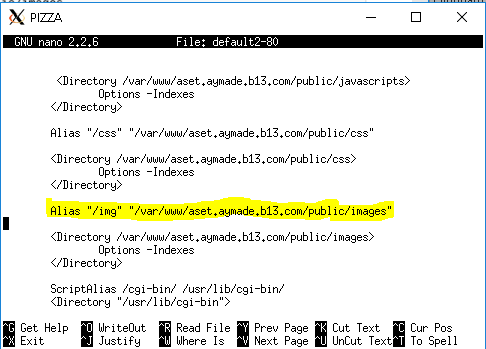 PIZZA
GNU nano 2.2.6 File: default2-80
<Directory /var/www/aset.aymade.b13.com/public/javascripts>
Options -Indexes
</Directory>
Alias "/css" "/var/www/aset.aymade.b13.com/public/css"
<Directory /var/www/aset.aymade.b13.com/public/css>
Options -Indexes
</Directory>
Alias "/img" "/var/www/aset.aymade.b13.com/public/images"
<Directory /var/www/aset.aymade.b13.com/public/images>
Options -Indexes
</Directory>
ScriptAlias /cgi-bin/ /usr/lib/cgi-bin/
<Directory "/usr/lib/cgi-bin">
^G Get Help ^O WriteOut ^R Read File ^Y Prev Page ^K Cut Text ^C Cur Pos
^X Exit ^J Justify ^W Where Is ^V Next Page ^U UnCut Text ^T To Spell